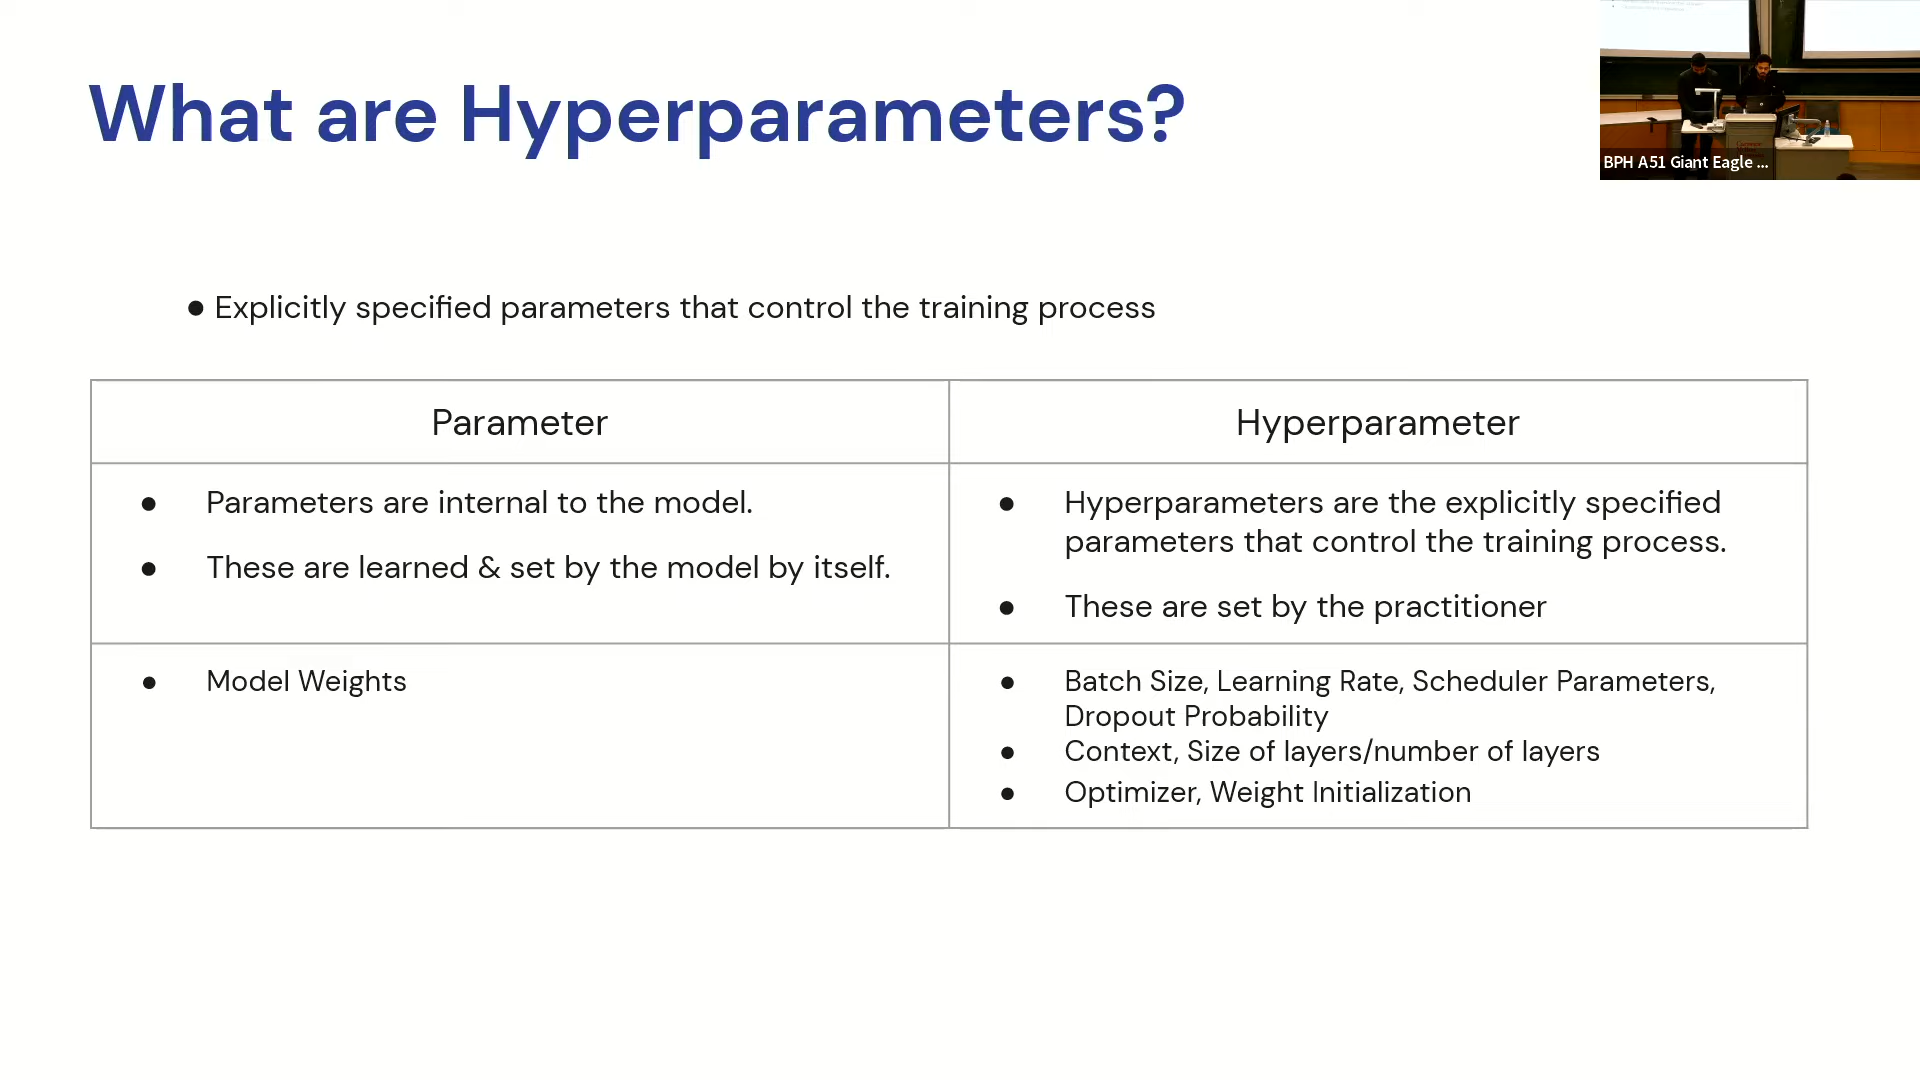 What are Hyperparameters?
BPH A51 Giant Eagle ...
● Explicitly specified parameters that control the training process
Parameter
Hyperparameter
● Parameters are internal to the model.
● These are learned & set by the model by itself.
● Hyperparameters are the explicitly specified
parameters that control the training process.
● These are set by the practitioner
● Model Weights
● Batch Size, Learning Rate, Scheduler Parameters,
Dropout Probability
● Context, Size of layers/number of layers
● Optimizer, Weight Initialization